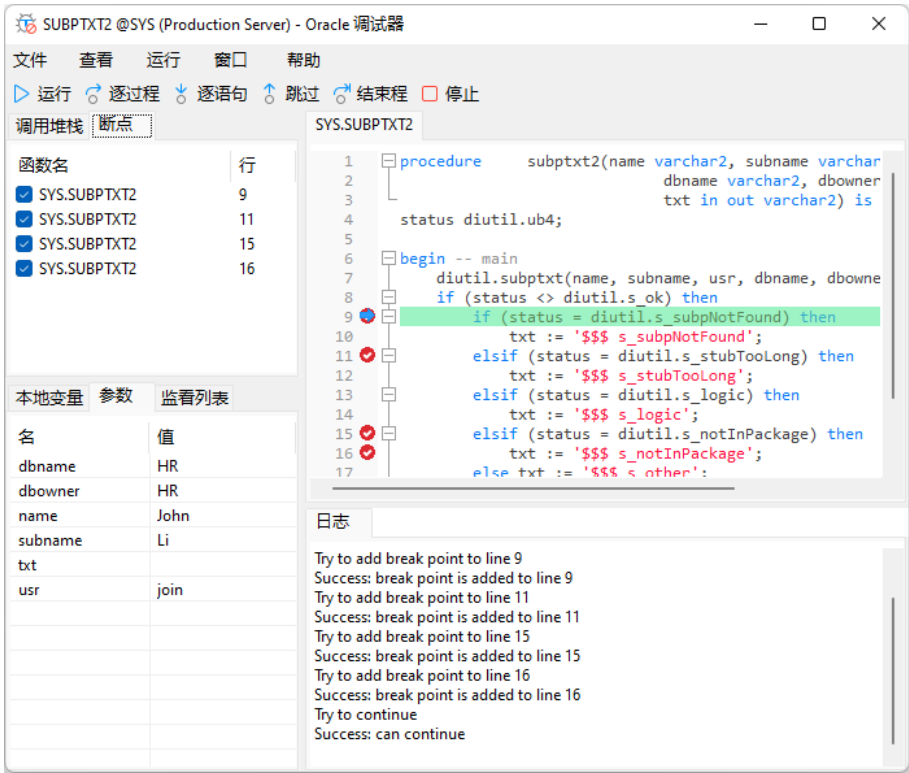 SUBPTXT2 @SYS (Production Server) - Oracle 调试器
文件 查看 运行 窗口 帮助
运行 逐过程 逐语句 跳过 结束程 停止
调用堆栈 断点
函数名 行
SYS.SUBPTXT2 9
SYS.SUBPTXT2 11
SYS.SUBPTXT2 15
SYS.SUBPTXT2 16
本地变量 参数 监看列表
名 值
dbname HR
dbowner HR
name John
subname Li
txt
usr join
SYS.SUBPTXT2
1 procedure subptxt2(name varchar2, subname varchar
2 dbname varchar2, dbowner
3 txt in out varchar2) is
4 status diutil.ub4;
5
6 begin -- main
7 diutil.subptxt(name, subname, usr, dbname, dbowne
8 if (status <> diutil.s_ok) then
9 if (status = diutil.s_subpNotFound) then
10 txt := '$$$ s_subpNotFound';
11 elsif (status = diutil.s_stubTooLong) then
12 txt := '$$$ s_stubTooLong';
13 elsif (status = diutil.s_logic) then
14 txt := '$$$ s_logic';
15 elsif (status = diutil.s_notInPackage) then
16 txt := '$$$ s_notInPackage';
17 else txt := '$$$ s_other';
日志
Try to add break point to line 9
Success: break point is added to line 9
Try to add break point to line 11
Success: break point is added to line 11
Try to add break point to line 15
Success: break point is added to line 15
Try to add break point to line 16
Success: break point is added to line 16
Try to continue
Success: can continue